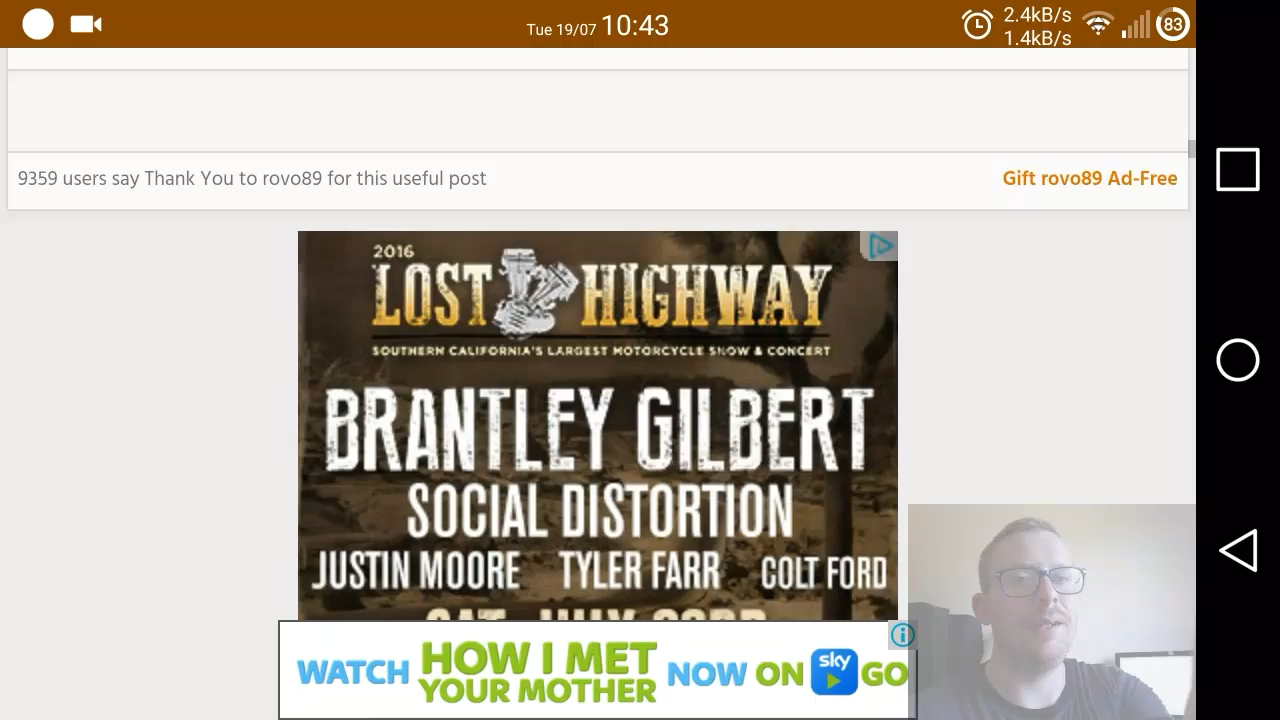 Tue 19/07 10:43
2.4kB/s
1.4kB/s
83
9359 users say Thank You to rovo89 for this useful post
Gift rovo89 Ad-Free
2016
LOST HIGHWAY
SOUTHERN CALIFORNIA'S LARGEST MOTORCYCLE SHOW & CONCERT
BRANTLEY GILBERT
SOCIAL DISTORTION
JUSTIN MOORE TYLER FARR COLT FORD
WATCH HOW I MET YOUR MOTHER NOW ON sky GO